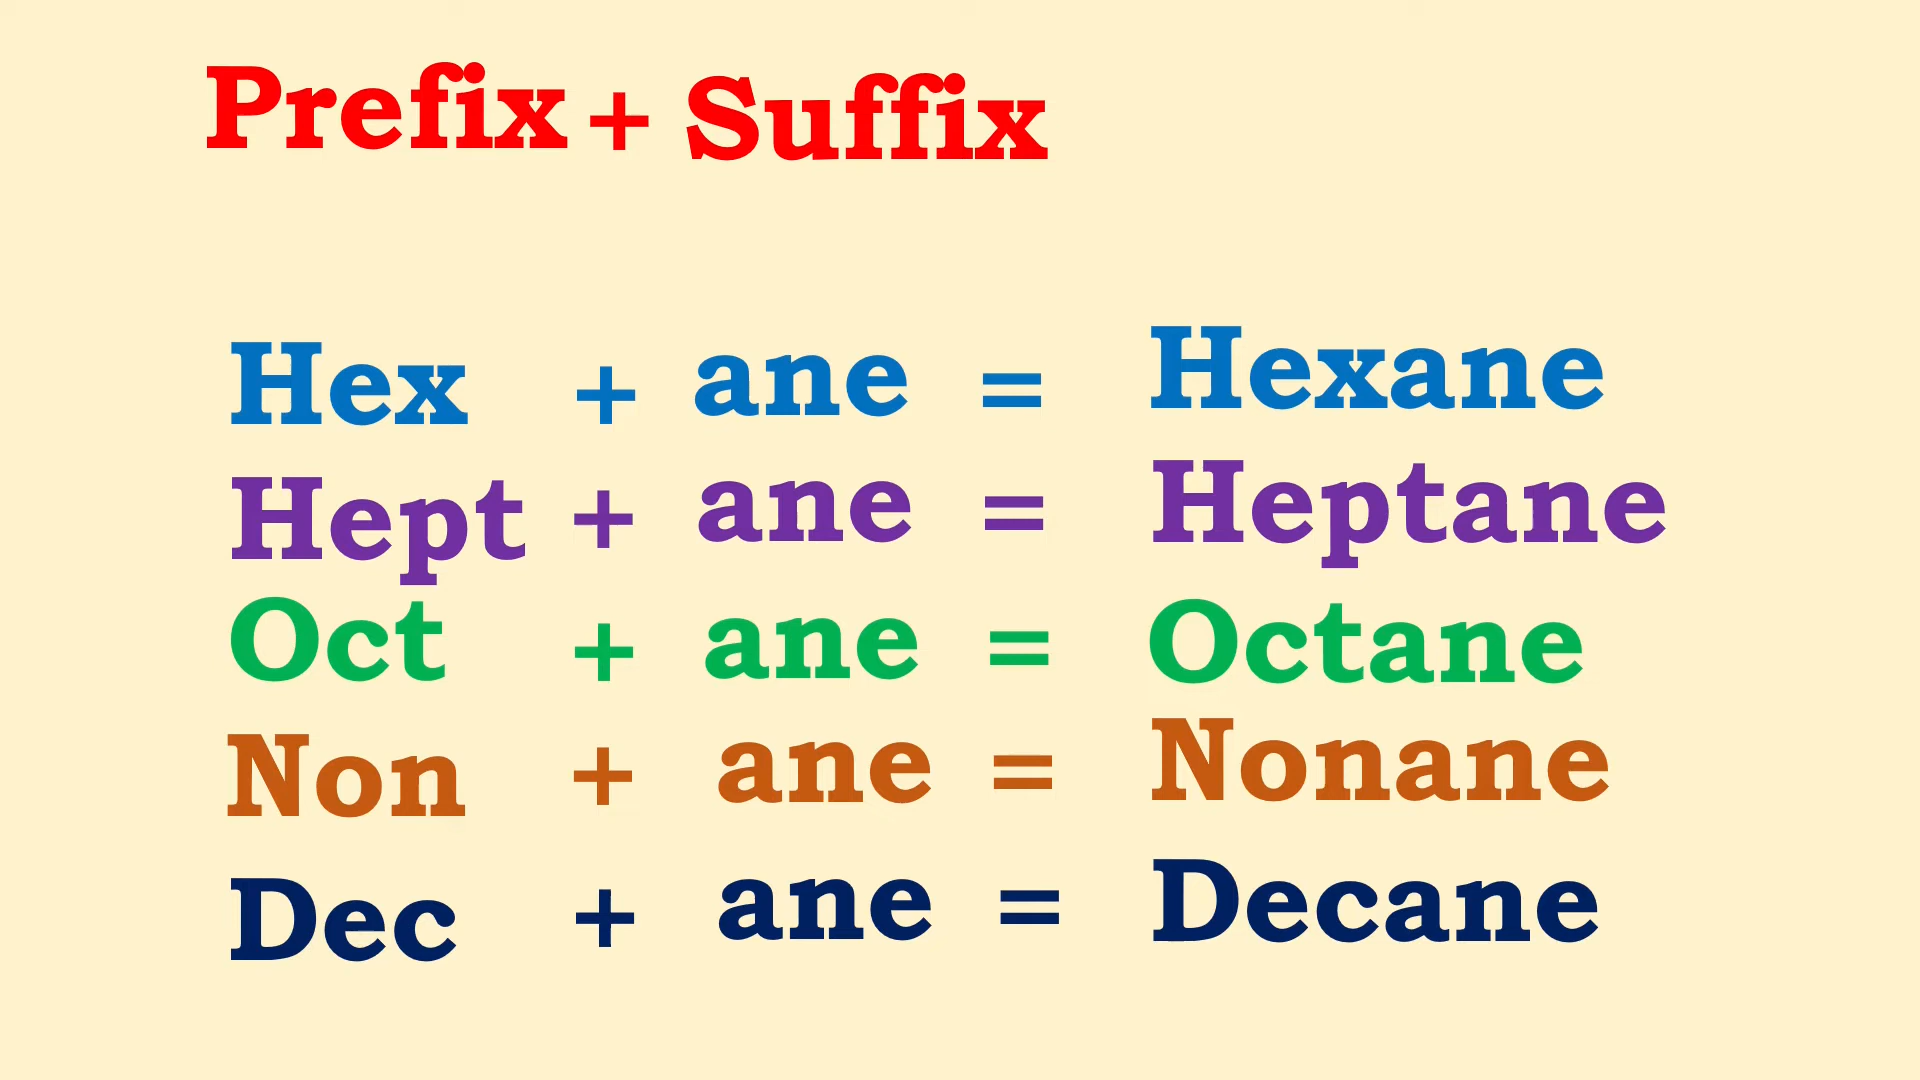 Prefix + Suffix
Hex + ane = Hexane
Hept + ane = Heptane
Oct + ane = Octane
Non + ane = Nonane
Dec + ane = Decane